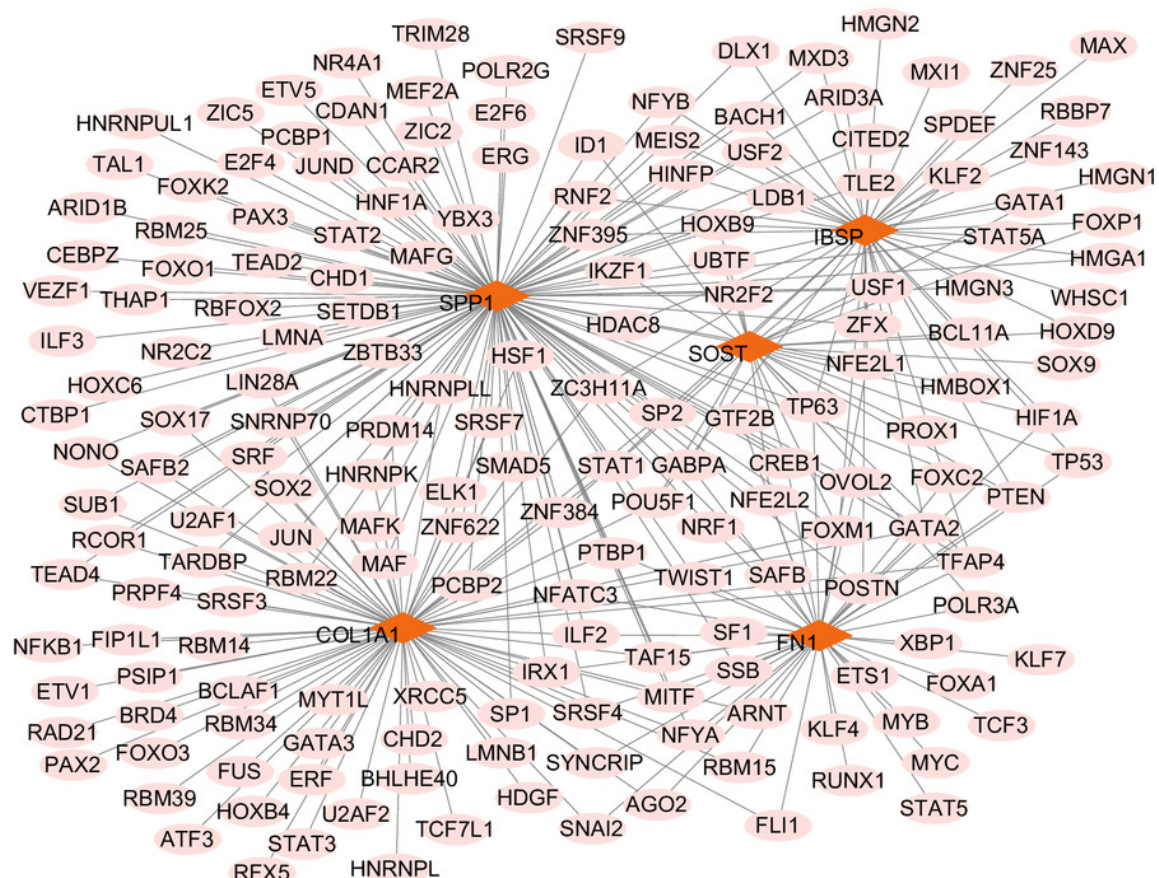 TRIM28
SRSF9
HMGN2
MAX
NR4A1
POLR2G
DLX1
MXD3
MXI1
ZNF25
ETV5
CDAN1
MEF2A
NFYB
ARID3A
ZIC5
E2F6
BACH1
SPDEF
RBBP7
HNRNPUL1
PCBP1
ZIC2
ID1
MEIS2
CITED2
TAL1
E2F4
JUND
CCAR2
ERG
HINFP
USF2
ZNF143
FOXK2
HNF1A
RNF2
LDB1
TLE2
KLF2
HMGN1
ARID1B
PAX3
YBX3
HOXB9
GATA1
FOXP1
RBM25
STAT2
ZNF395
IBSP
STAT5A
CEBPZ
FOXO1
TEAD2
MAFG
IKZF1
UBTF
HMGA1
VEZF1
THAP1
CHD1
SPP1
NR2F2
USF1
HMGN3
WHSC1
RBFOX2
SETDB1
HDAC8
ZFX
BCL11A
HOXD9
ILF3
NR2C2
LMNA
ZBTB33
HSF1
SOST
NFE2L1
SOX9
HOXC6
LIN28A
HNRNPLL
ZC3H11A
HMBOX1
CTBP1
SOX17
SNRNP70
PRDM14
SRSF7
SP2
GTF2B
TP63
PROX1
HIF1A
NONO
SAFB2
SRF
HNRNPK
SMAD5
STAT1
GABPA
CREB1
OVOL2
FOXC2
TP53
SUB1
SOX2
ELK1
POU5F1
NFE2L2
PTEN
U2AF1
MAFK
ZNF622
ZNF384
NRF1
FOXM1
GATA2
RCOR1
JUN
MAF
PTBP1
TEAD4
TARDBP
RBM22
PCBP2
TWIST1
SAFB
POSTN
TFAP4
PRPF4
SRSF3
NFATC3
POLR3A
NFKB1
FIP1L1
RBM14
COL1A1
ILF2
SF1
FN1
XBP1
KLF7
ETV1
PSIP1
IRX1
TAF15
SSB
ETS1
FOXA1
RAD21
BCLAF1
MYT1L
XRCC5
MITF
BRD4
RBM34
SP1
SRSF4
ARNT
KLF4
MYB
TCF3
PAX2
FOXO3
GATA3
CHD2
LMNB1
NFYA
MYC
RBM39
FUS
ERF
BHLHE40
SYNCRIP
RBM15
RUNX1
HOXB4
U2AF2
HDGF
AGO2
STAT5
ATF3
STAT3
TCF7L1
SNAI2
FLI1
RFX5
HNRNPL